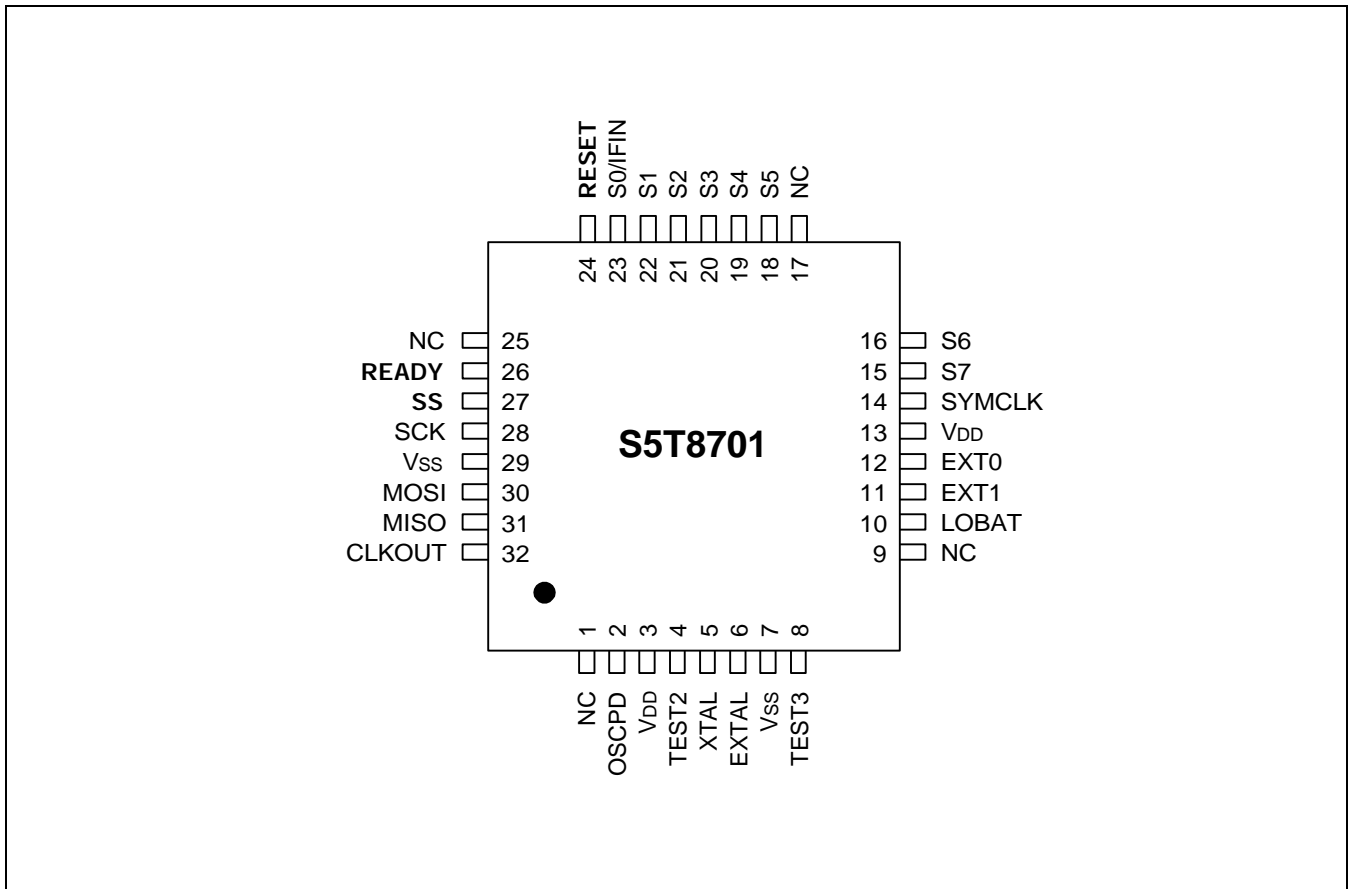 RESET
S0/IFIN
S1
S2
S3
S4
S5
NC
24
23
22
21
20
19
18
17
NC 25
READY 26
SS 27
SCK 28
VSS 29
MOSI 30
MISO 31
CLKOUT 32
S5T8701
16 S6
15 S7
14 SYMCLK
13 VDD
12 EXT0
11 EXT1
10 LOBAT
9 NC
1
2
3
4
5
6
7
8
NC
OSCPD
VDD
TEST2
XTAL
EXTAL
VSS
TEST3